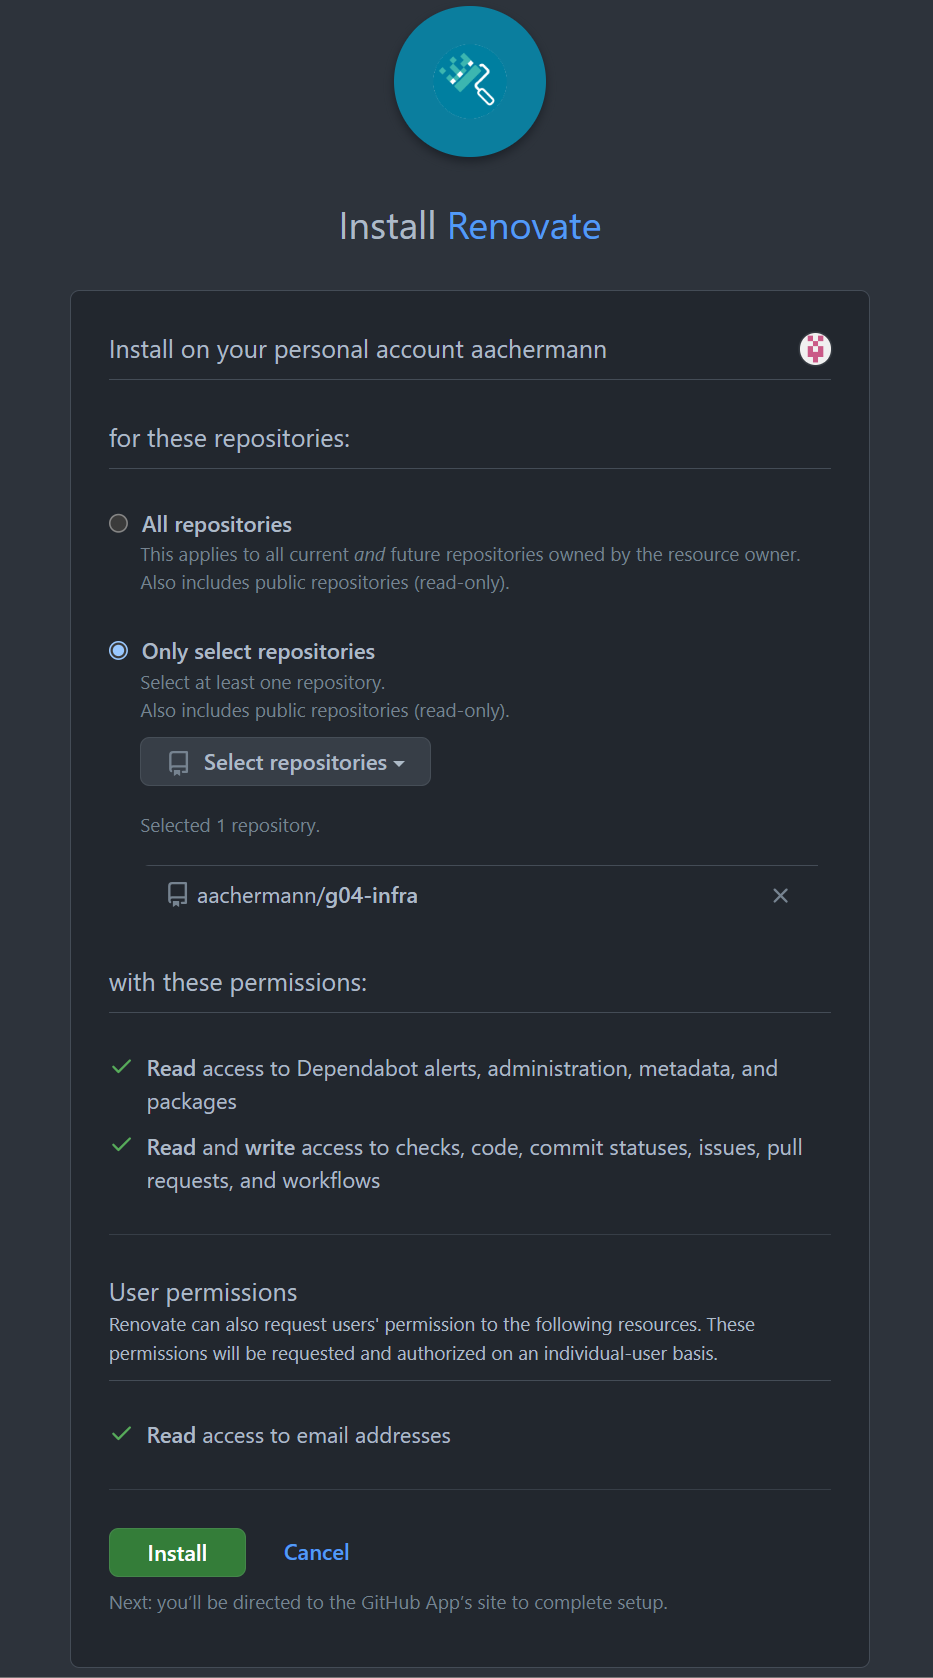 Install Renovate
Install on your personal account aachermann
for these repositories:
All repositories
This applies to all current and future repositories owned by the resource owner.
Also includes public repositories (read-only).
Only select repositories
Select at least one repository.
Also includes public repositories (read-only).
Select repositories
Selected 1 repository.
aachermann/g04-infra
with these permissions:
Read access to Dependabot alerts, administration, metadata, and
packages
Read and write access to checks, code, commit statuses, issues, pull
requests, and workflows
User permissions
Renovate can also request users' permission to the following resources. These
permissions will be requested and authorized on an individual-user basis.
Read access to email addresses
Install Cancel
Next: you’ll be directed to the GitHub App’s site to complete setup.